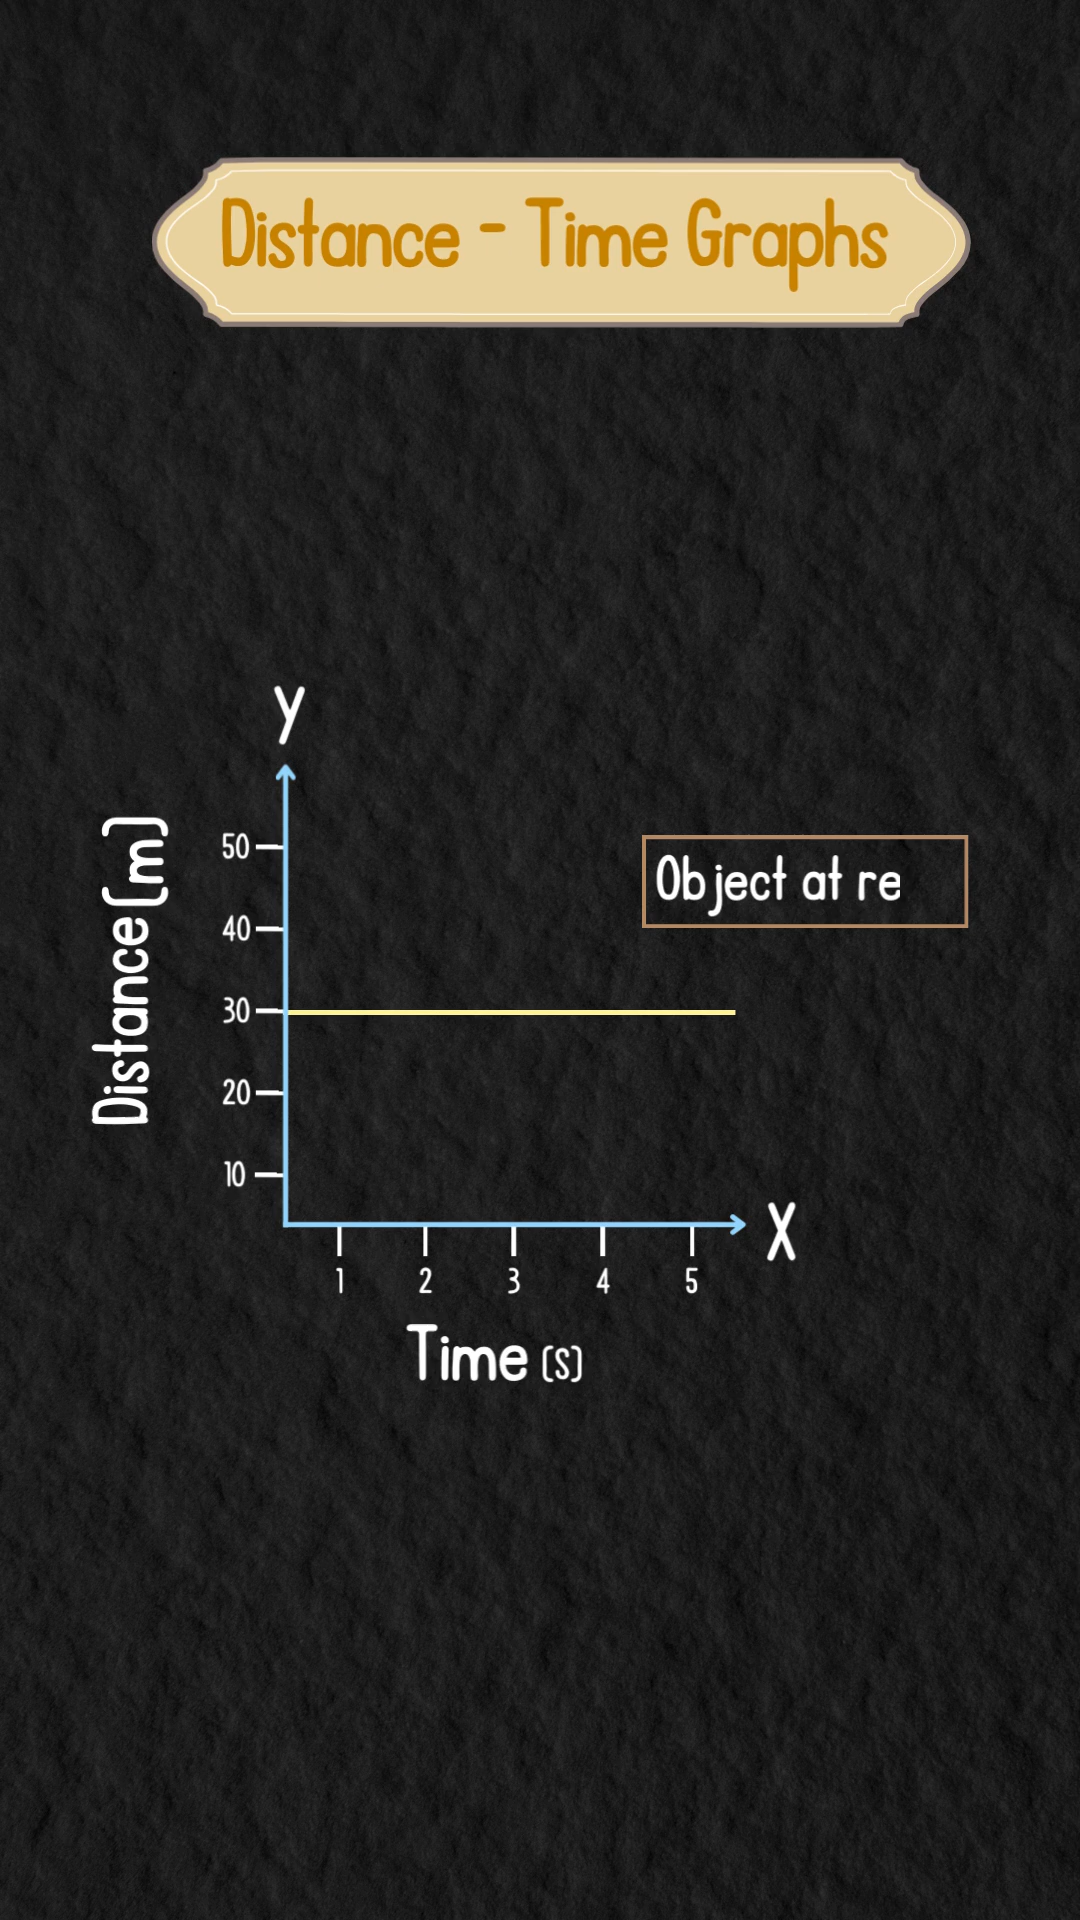 Distance - Time Graphs
y
Distance(m)
50
40
30
20
10
Object at re
X
1 2 3 4 5
Time (s)